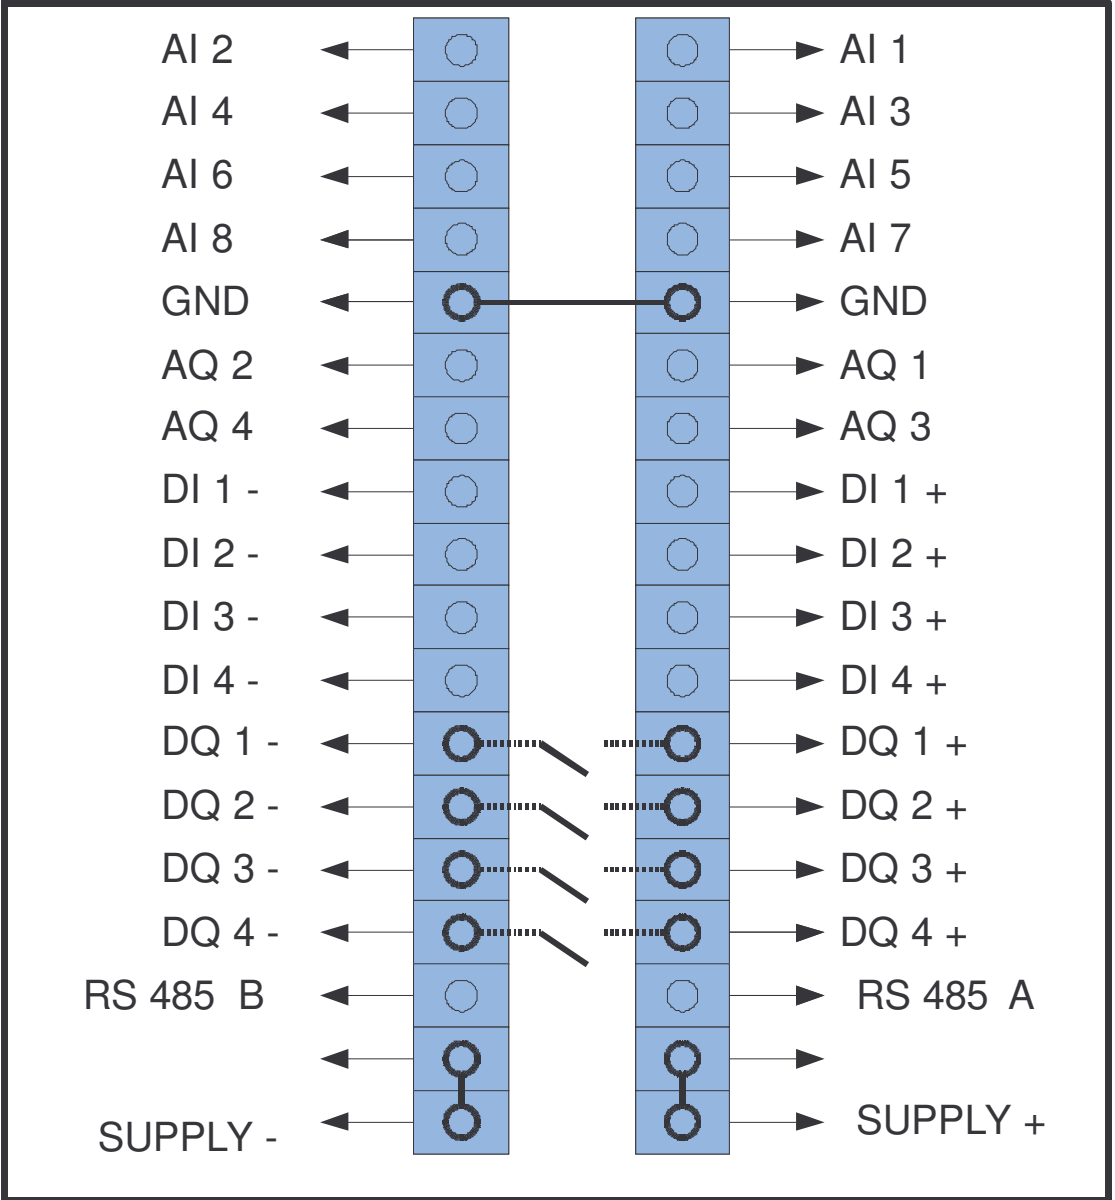 AI 2 AI 1
AI 4 AI 3
AI 6 AI 5
AI 8 AI 7
GND GND
AQ 2 AQ 1
AQ 4 AQ 3
DI 1 - DI 1 +
DI 2 - DI 2 +
DI 3 - DI 3 +
DI 4 - DI 4 +
DQ 1 - DQ 1 +
DQ 2 - DQ 2 +
DQ 3 - DQ 3 +
DQ 4 - DQ 4 +
RS 485 B RS 485 A
SUPPLY - SUPPLY +